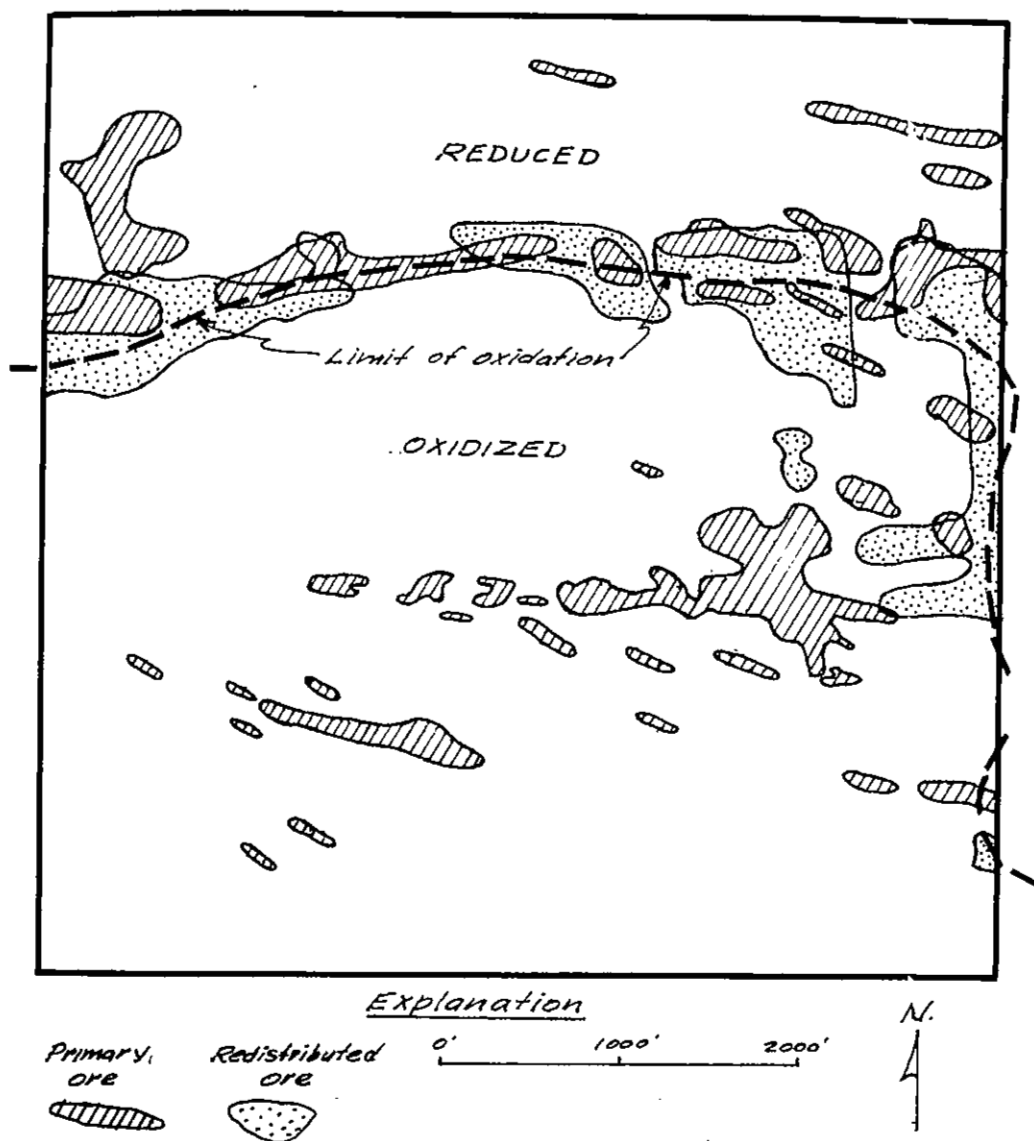 REDUCED
Limit of oxidation
OXIDIZED
Explanation
N.
Primary
ore
Redistributed
ore
0'
1000'
2000'